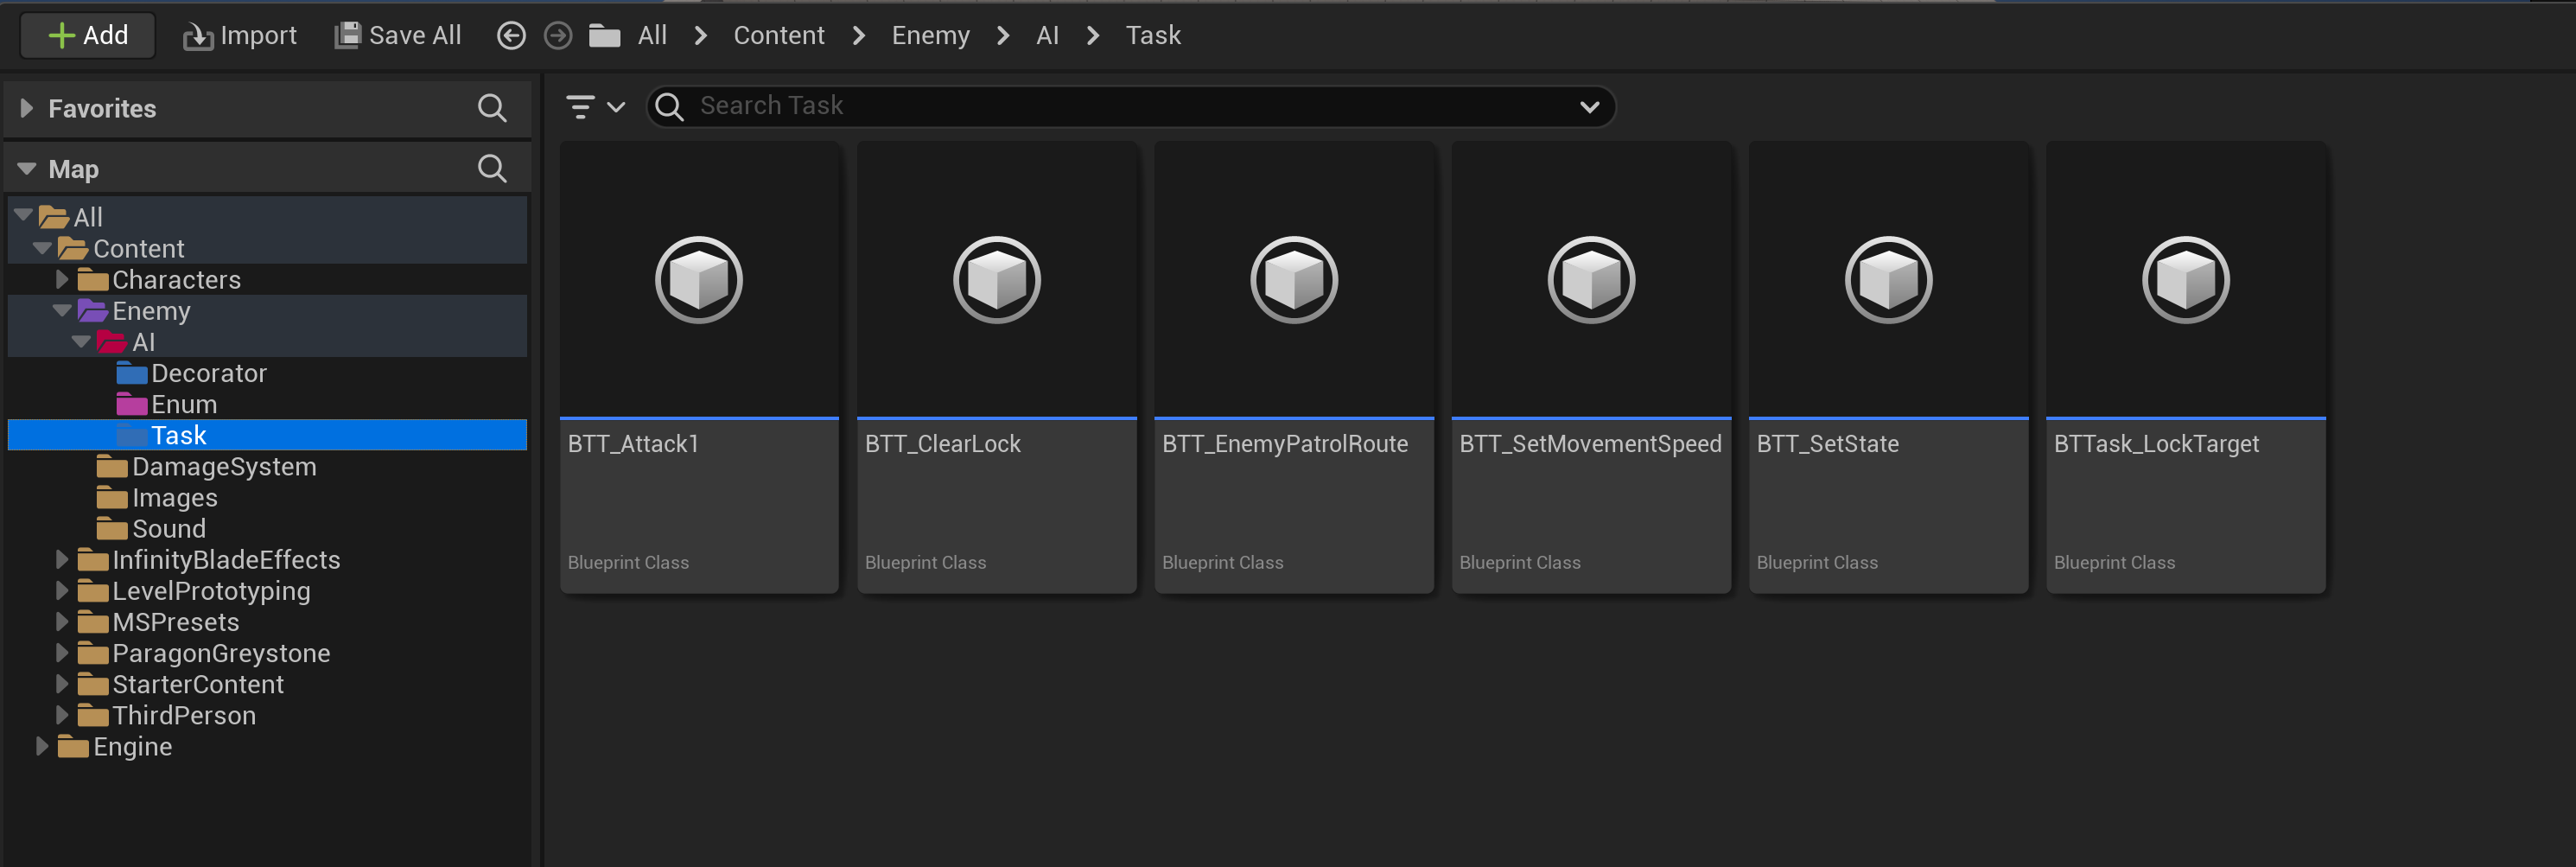 Add Import Save All All Content Enemy AI Task
Favorites
Search Task
Map
All
Content
Characters
Enemy
AI
Decorator
Enum
Task
DamageSystem
Images
Sound
InfinityBladeEffects
LevelPrototyping
MSPresets
ParagonGreystone
StarterContent
ThirdPerson
Engine
BTT_Attack1
Blueprint Class
BTT_ClearLock
Blueprint Class
BTT_EnemyPatrolRoute
Blueprint Class
BTT_SetMovementSpeed
Blueprint Class
BTT_SetState
Blueprint Class
BTTask_LockTarget
Blueprint Class